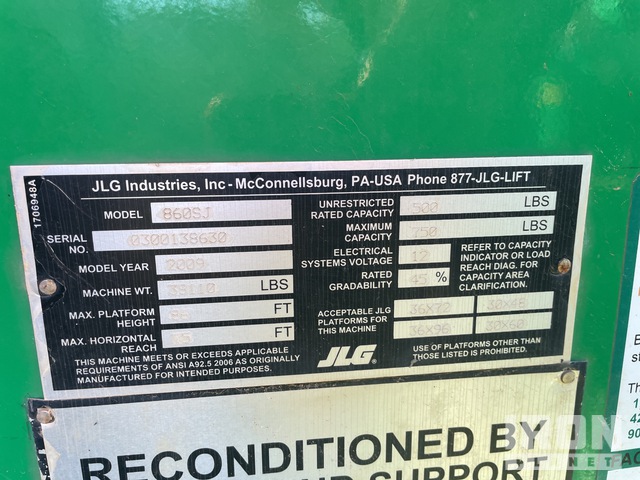 JLG Industries, Inc - McConnellsburg, PA-USA Phone 877-JLG-LIFT
1706948A
MODEL 860SJ
SERIAL NO. 0300138630
MODEL YEAR 2009
MACHINE WT. LBS
MAX. PLATFORM HEIGHT FT
MAX. HORIZONTAL REACH FT
THIS MACHINE MEETS OR EXCEEDS APPLICABLE
REQUIREMENTS OF ANSI A92.5 2006 AS ORIGINALLY
MANUFACTURED FOR INTENDED PURPOSES.
UNRESTRICTED RATED CAPACITY 500 LBS
MAXIMUM CAPACITY 750 LBS
ELECTRICAL SYSTEMS VOLTAGE 12
RATED GRADABILITY 45 %
REFER TO CAPACITY
INDICATOR OR LOAD
REACH DIAG. FOR
CAPACITY AREA
CLARIFICATION.
ACCEPTABLE JLG
PLATFORMS FOR
THIS MACHINE
36X72 30X48
36X96 30X60
JLG
USE OF PLATFORMS OTHER THAN
THOSE LISTED IS PROHIBITED.
RECONDITIONED BY
SUPPORT